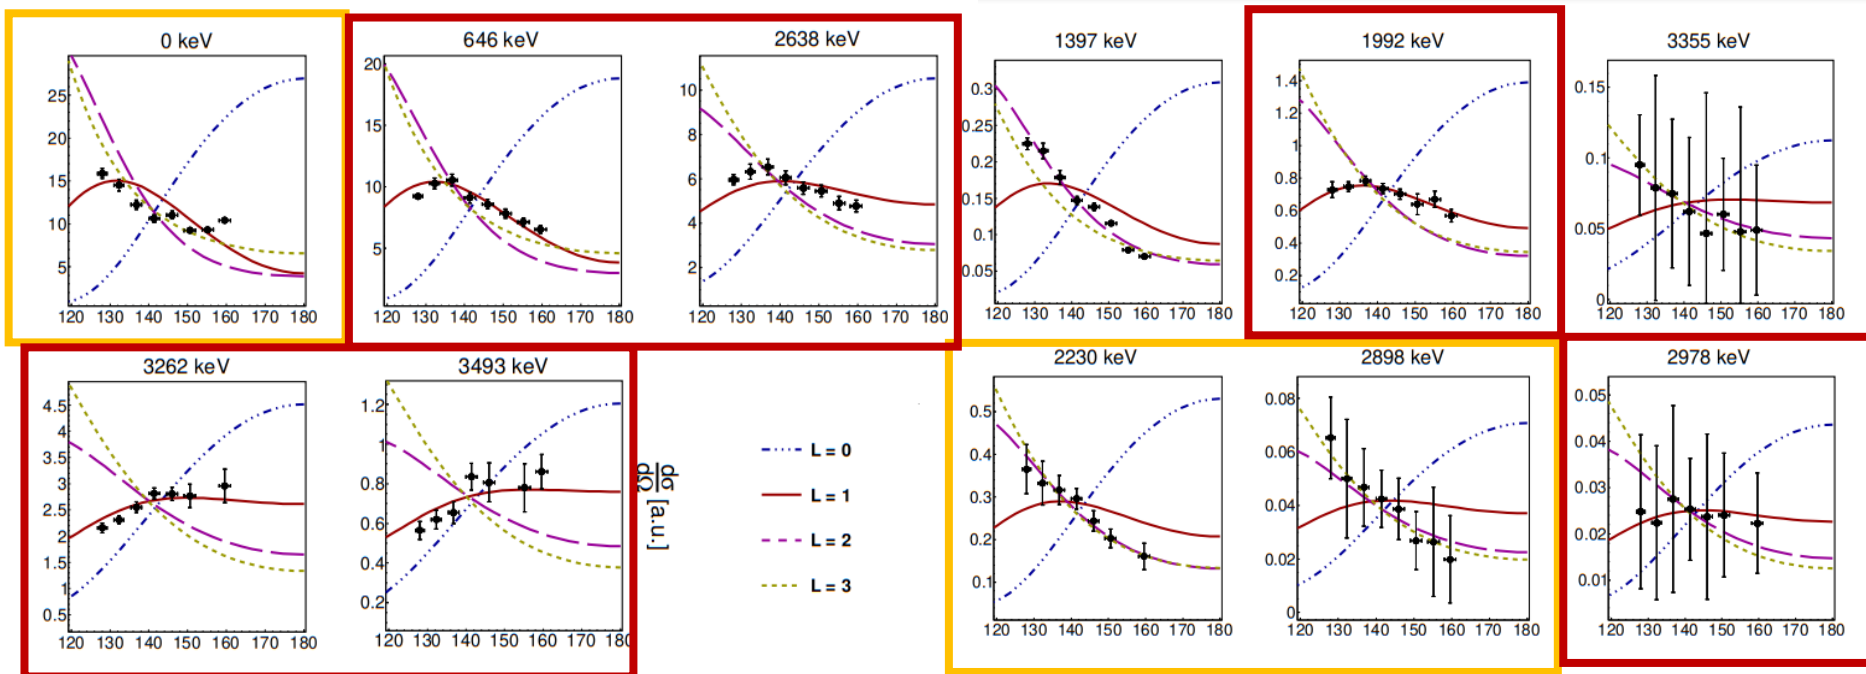 0 keV
646 keV
2638 keV
1397 keV
1992 keV
3355 keV
25
20
15
10
5
120 130 140 150 160 170 180
20
15
10
5
120 130 140 150 160 170 180
10
8
6
4
2
120 130 140 150 160 170 180
0.3
0.25
0.2
0.15
0.1
0.05
120 130 140 150 160 170 180
1.4
1.2
1
0.8
0.6
0.4
0.2
120 130 140 150 160 170 180
0.15
0.1
0.05
0
120 130 140 150 160 170 180
3262 keV
3493 keV
2230 keV
2898 keV
2978 keV
4.5
4
3.5
3
2.5
2
1.5
1
0.5
120 130 140 150 160 170 180
1.2
1
0.8
0.6
0.4
0.2
120 130 140 150 160 170 180
L = 0
L = 1
L = 2
L = 3
dσ
dΩ
[a.u.]
0.5
0.4
0.3
0.2
0.1
120 130 140 150 160 170 180
0.08
0.06
0.04
0.02
0
120 130 140 150 160 170 180
0.05
0.04
0.03
0.02
0.01
120 130 140 150 160 170 180